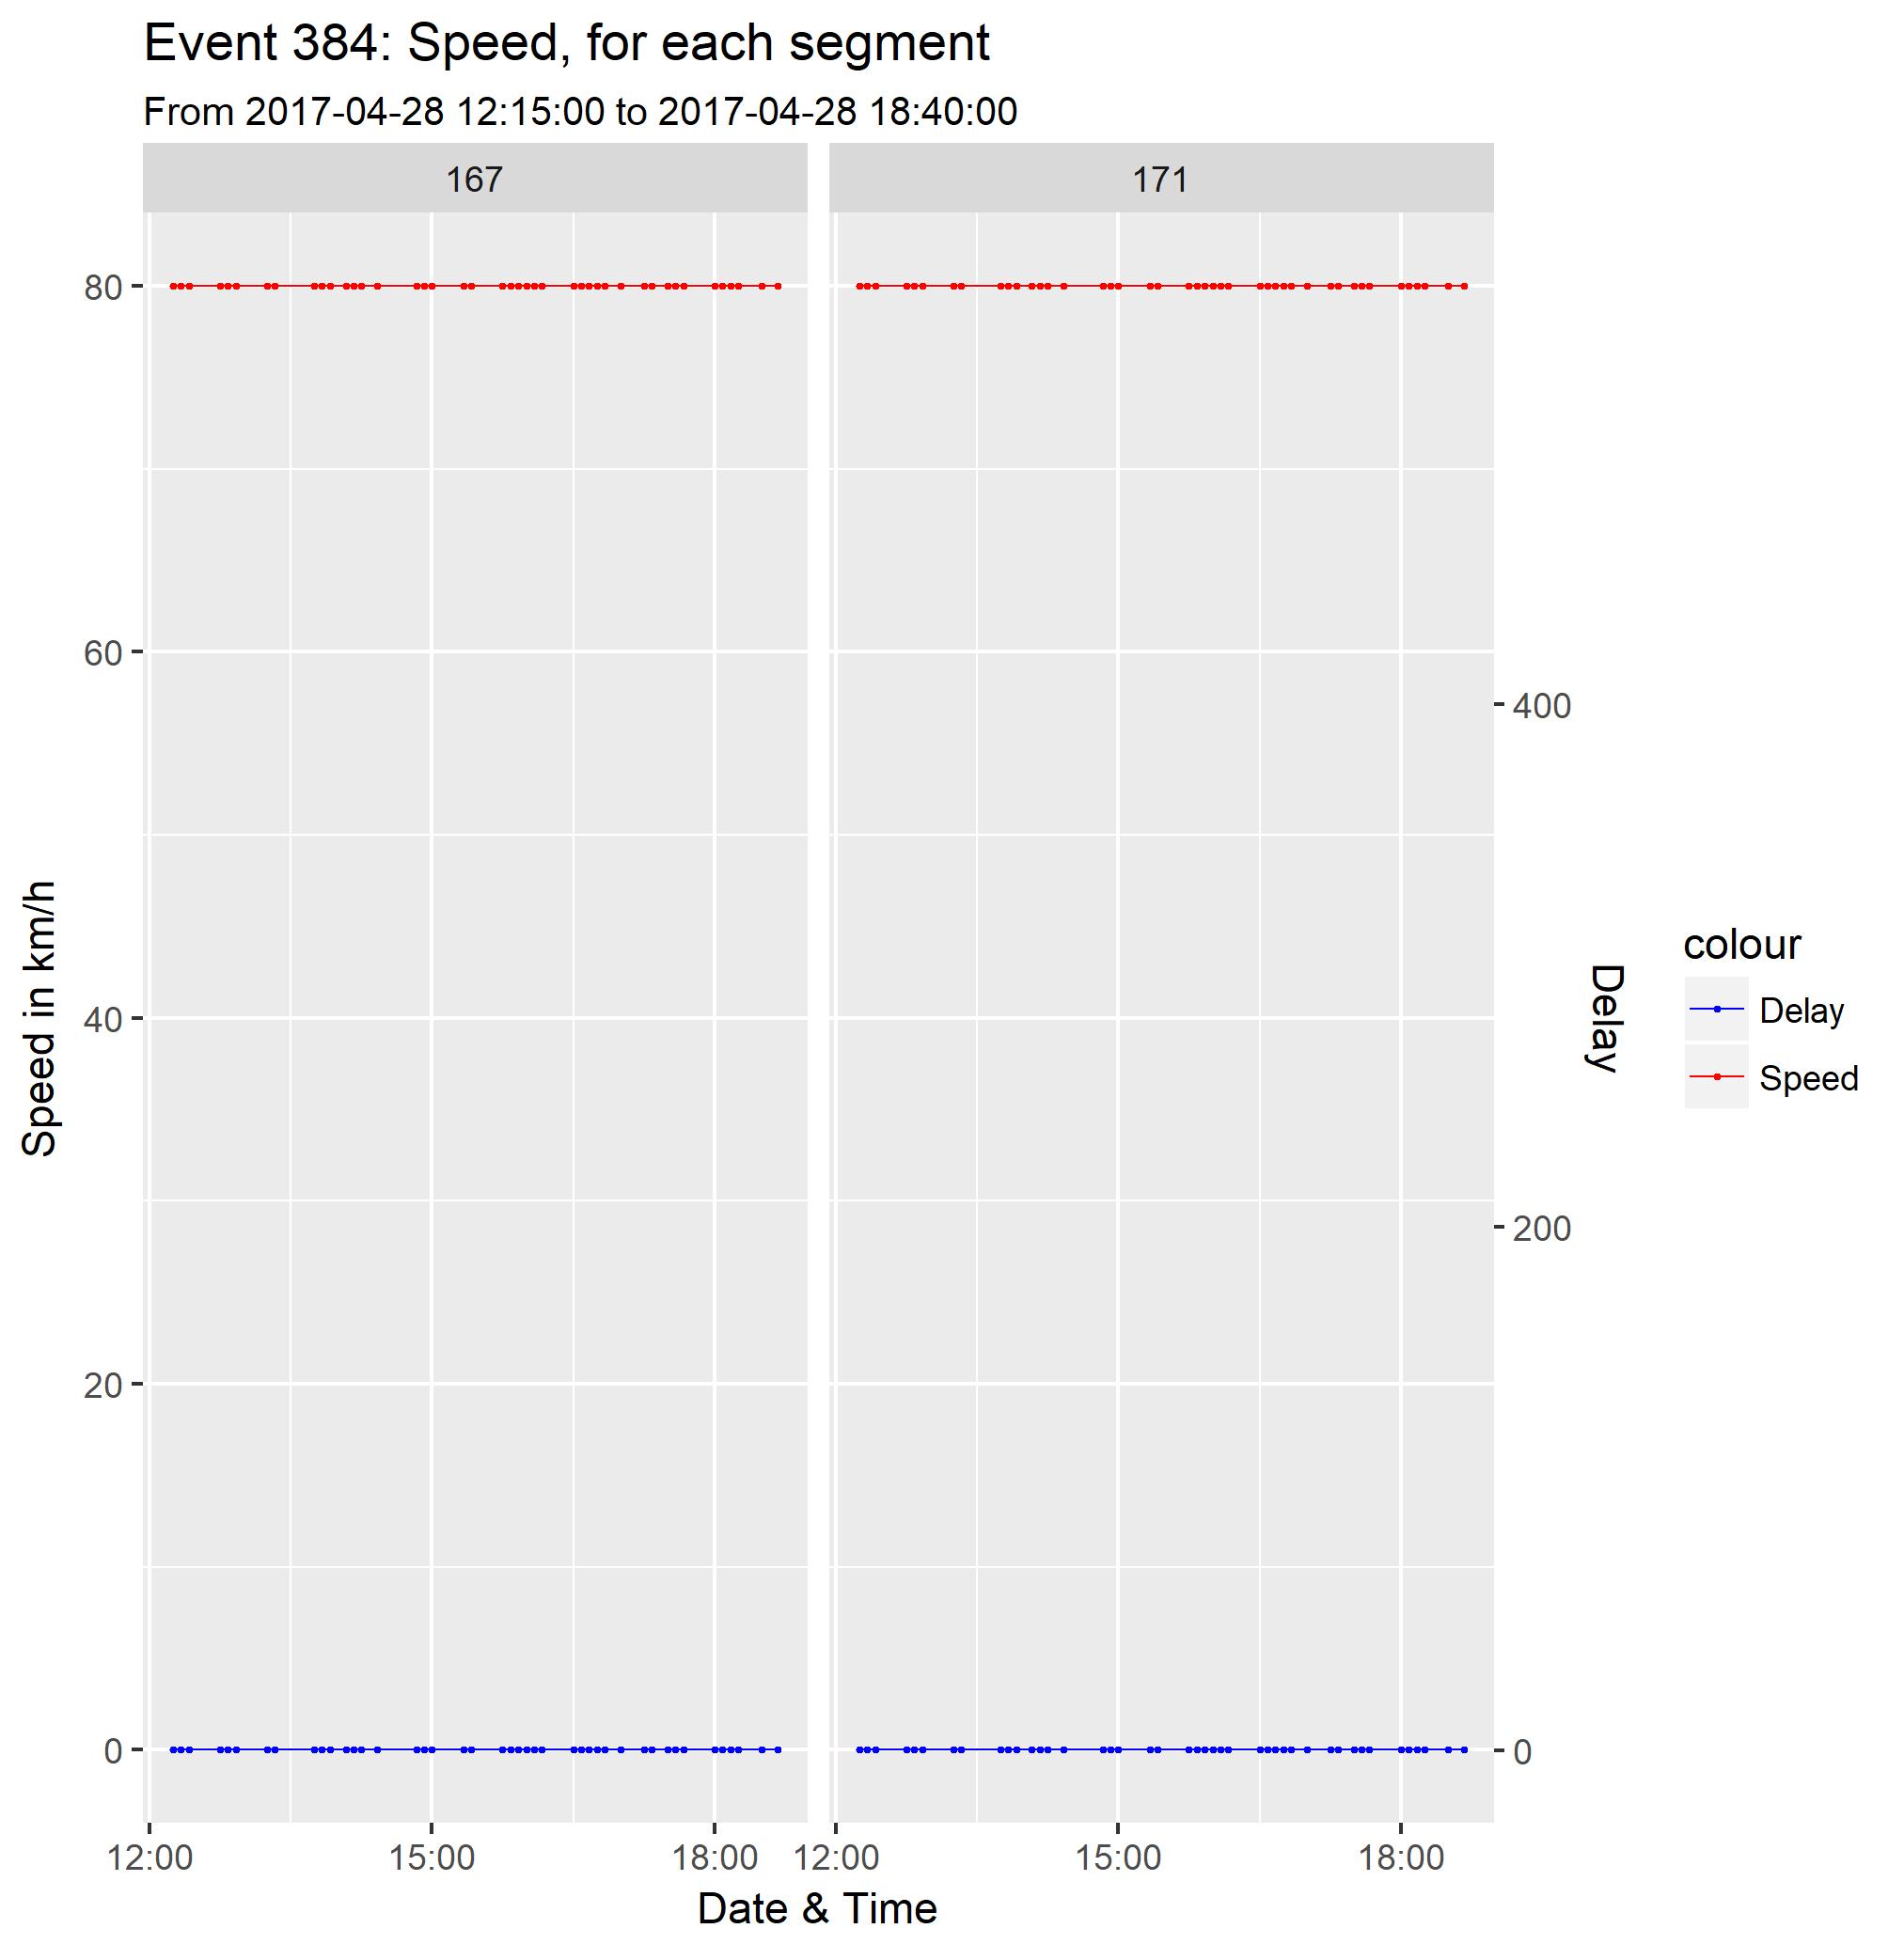 Event 384: Speed, for each segment
From 2017-04-28 12:15:00 to 2017-04-28 18:40:00
167
171
80
60
40
20
0
Speed in km/h
400
200
0
Delay
12:00
15:00
18:00
12:00
15:00
18:00
Date & Time
colour
Delay
Speed